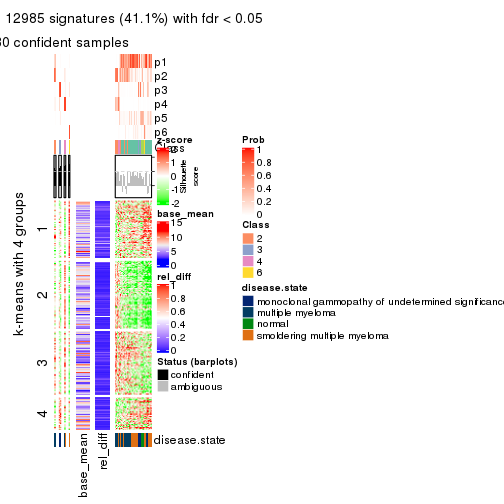 12985 signatures (41.1%) with fdr < 0.05
30 confident samples
p1
p2
p3
p4
p5
p6
Class
z-score
2
1
0
-1
-2
Silhouette
score
base_mean
15
10
5
0
rel_diff
1
0.8
0.6
0.4
0.2
0
Status (barplots)
confident
ambiguous
Prob
1
0.8
0.6
0.4
0.2
0
Class
2
3
4
6
disease.state
monoclonal gammopathy of undetermined significance
multiple myeloma
normal
smoldering multiple myeloma
k-means with 4 groups
1
2
3
4
base_mean
rel_diff
disease.state